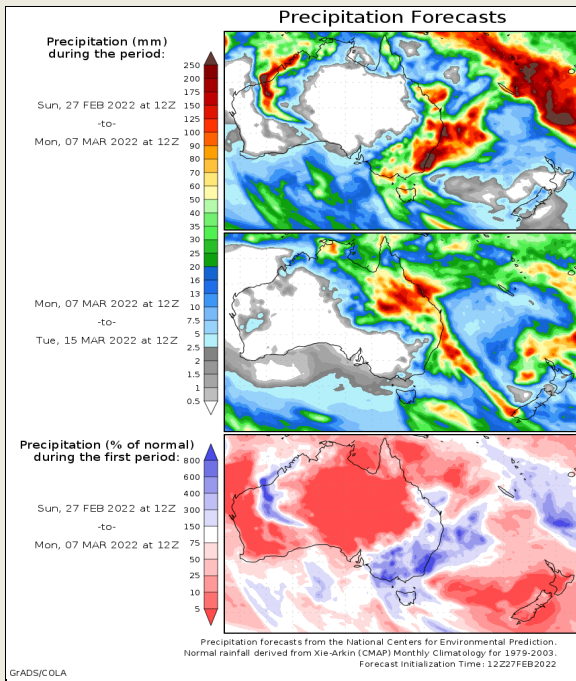 Precipitation Forecasts
Precipitation (mm)
during the period:
Sun, 27 FEB 2022 at 12Z
-to-
Mon, 07 MAR 2022 at 12Z
250
200
175
150
125
100
90
80
70
60
50
40
35
30
25
20
16
13
10
7.5
5
2.5
2
1.5
1
0.5
Mon, 07 MAR 2022 at 12Z
-to-
Tue, 15 MAR 2022 at 12Z
Precipitation (% of normal)
during the first period:
Sun, 27 FEB 2022 at 12Z
-to-
Mon, 07 MAR 2022 at 12Z
800
600
400
300
150
75
50
25
10
5
Precipitation forecasts from the National Centers for Environmental Prediction.
Normal rainfall derived from Xie-Arkin (CMAP) Monthly Climatology for 1979-2003.
Forecast Initialization Time: 12Z27FEB2022
GrADS/COLA